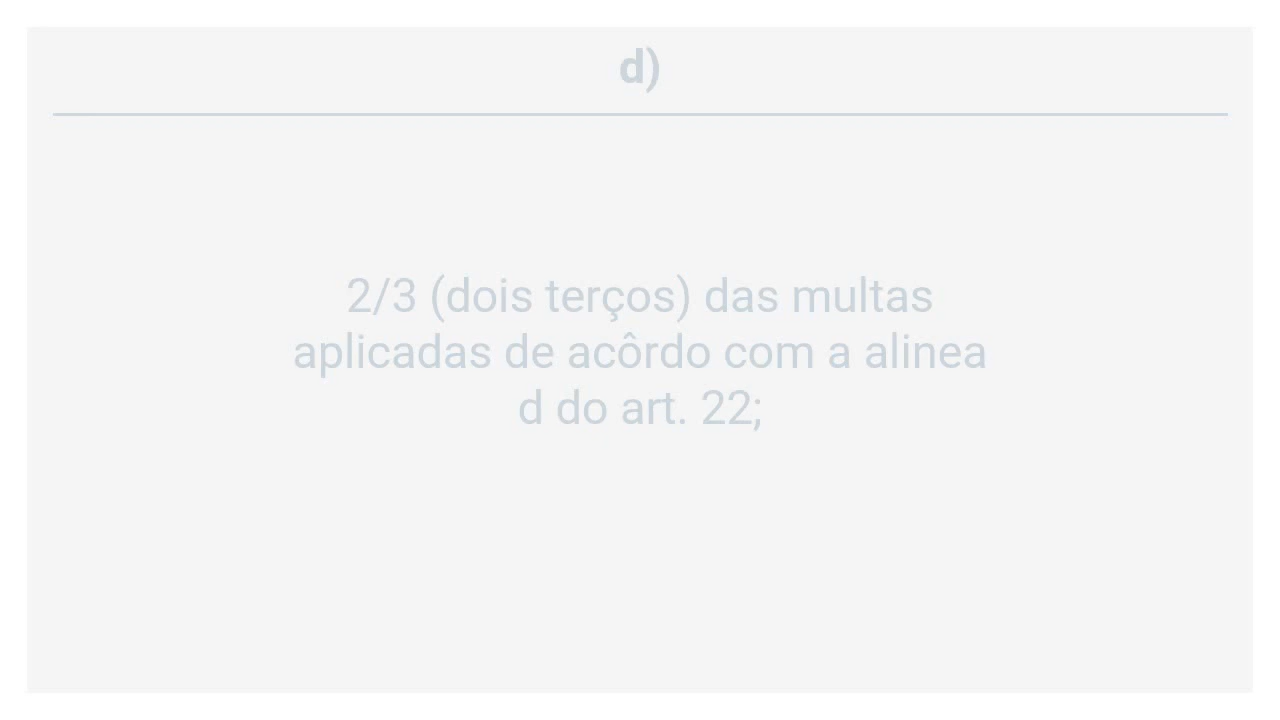 d)
2/3 (dois terços) das multas
aplicadas de acôrdo com a alinea
d do art. 22;